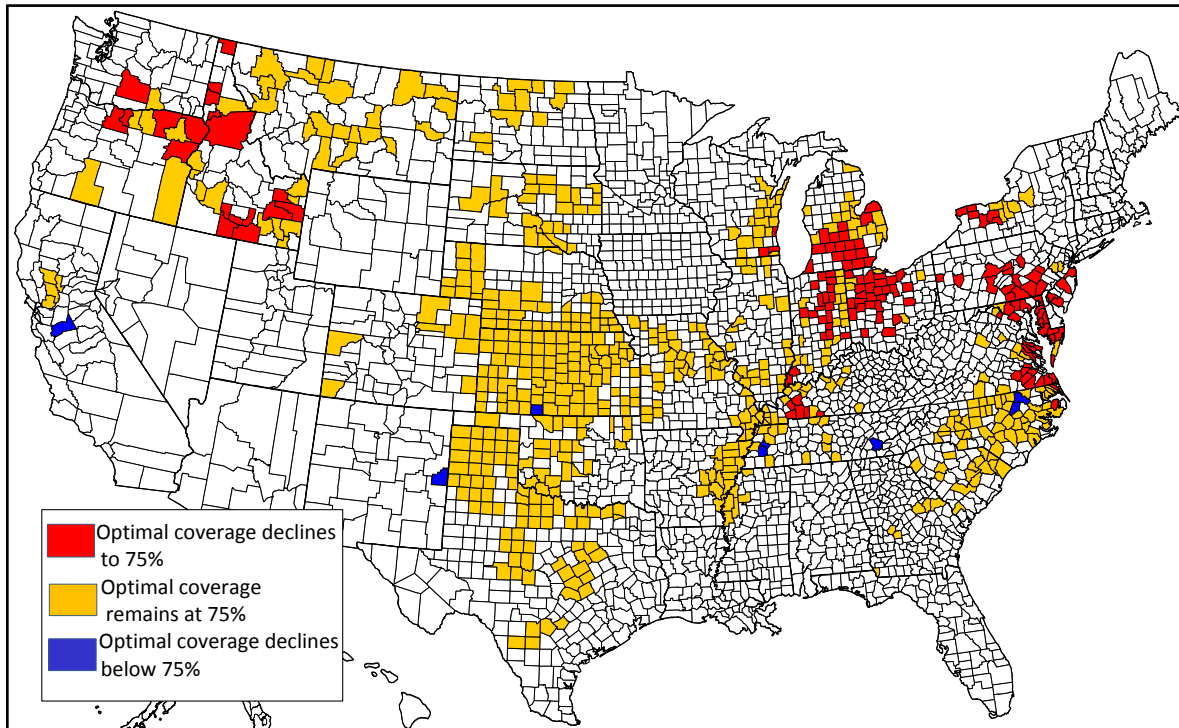 Optimal coverage declines
to 75%
Optimal coverage
remains at 75%
Optimal coverage declines
below 75%